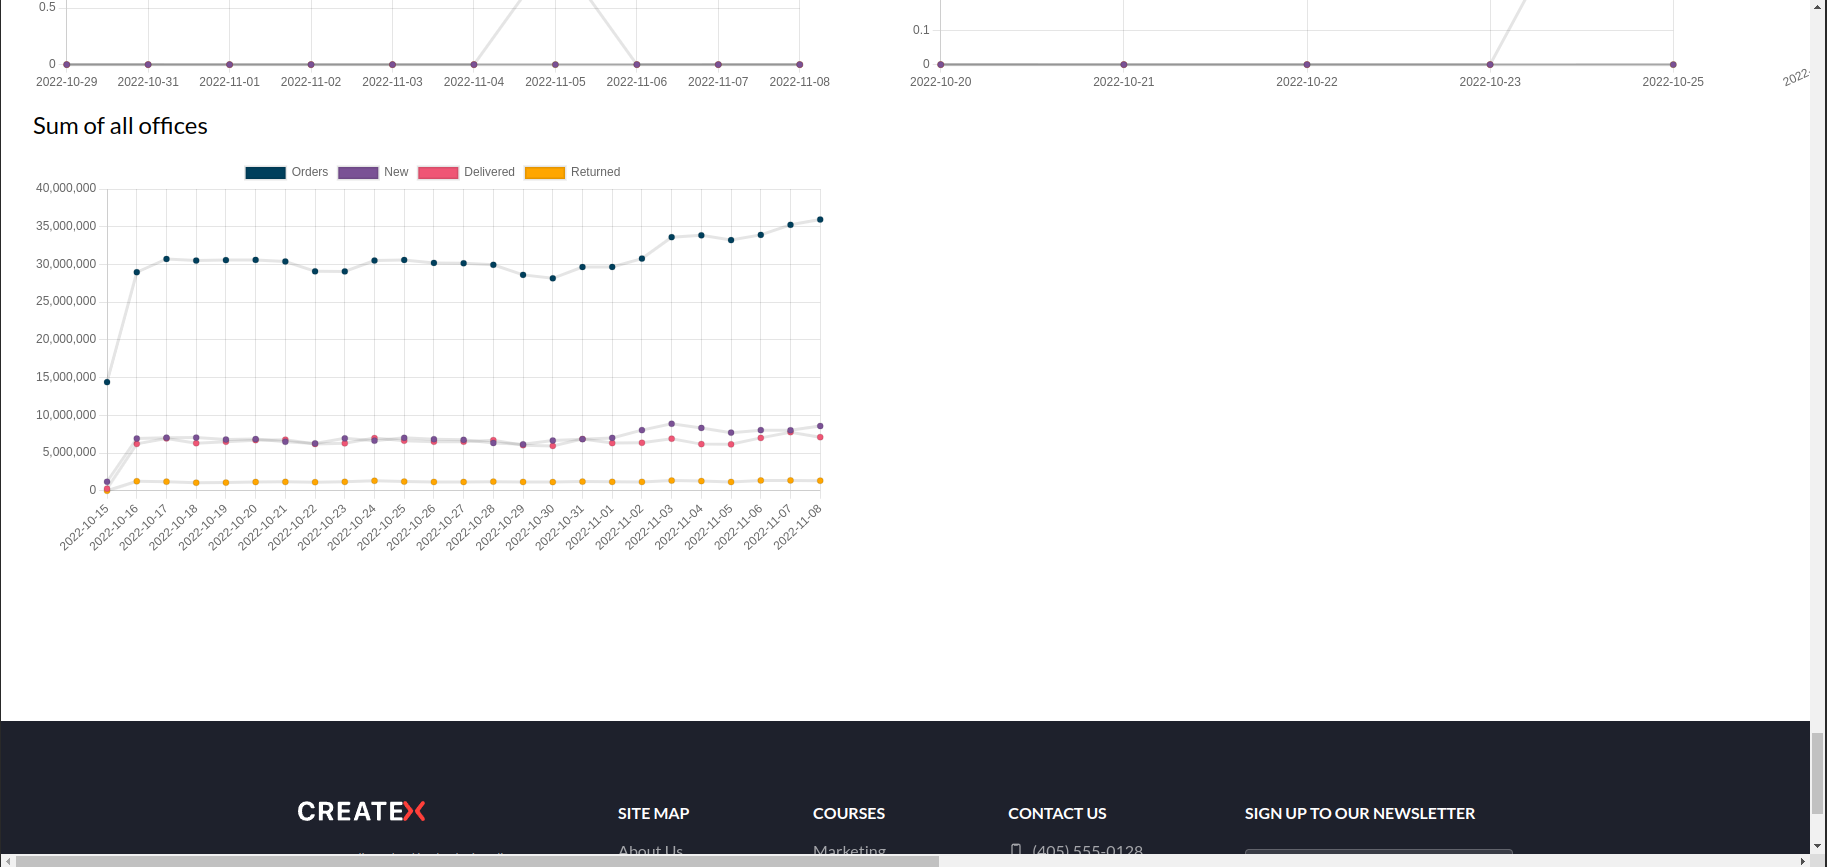 0.5
0
2022-10-29 2022-10-31 2022-11-01 2022-11-02 2022-11-03 2022-11-04 2022-11-05 2022-11-06 2022-11-07 2022-11-08
0.1
0
2022-10-20 2022-10-21 2022-10-22 2022-10-23 2022-10-25
Sum of all offices
Orders New Delivered Returned
40,000,000
35,000,000
30,000,000
25,000,000
20,000,000
15,000,000
10,000,000
5,000,000
0
2022-10-15 2022-10-16 2022-10-17 2022-10-18 2022-10-19 2022-10-20 2022-10-21 2022-10-22 2022-10-23 2022-10-24 2022-10-25 2022-10-26 2022-10-27 2022-10-28 2022-10-29 2022-10-30 2022-10-31 2022-11-01 2022-11-02 2022-11-03 2022-11-04 2022-11-05 2022-11-06 2022-11-07 2022-11-08
CREATEX
SITE MAP
About Us
COURSES
Marketing
CONTACT US
(405) 555-0128
SIGN UP TO OUR NEWSLETTER